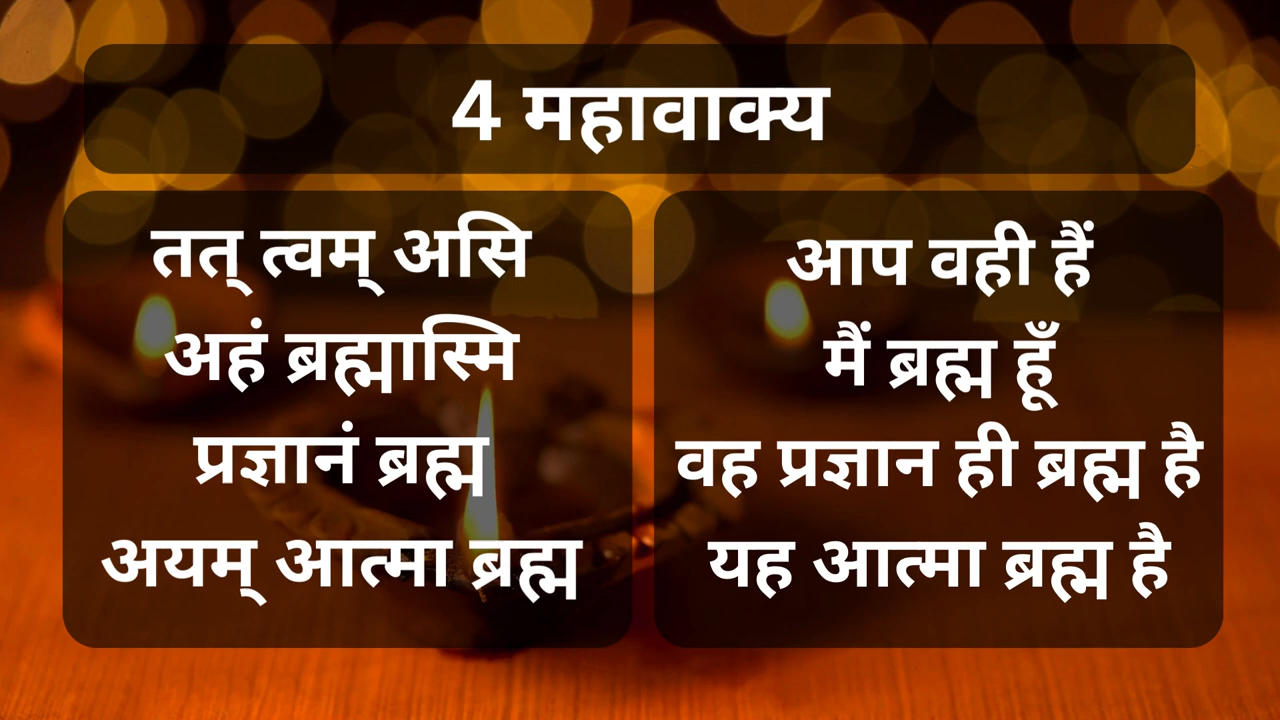 4 महावाक्य
तत् त्वम् असि
अहं ब्रह्मास्मि
प्रज्ञानं ब्रह्म
अयम् आत्मा ब्रह्म
आप वही हैं
मैं ब्रह्म हूँ
वह प्रज्ञान ही ब्रह्म है
यह आत्मा ब्रह्म है